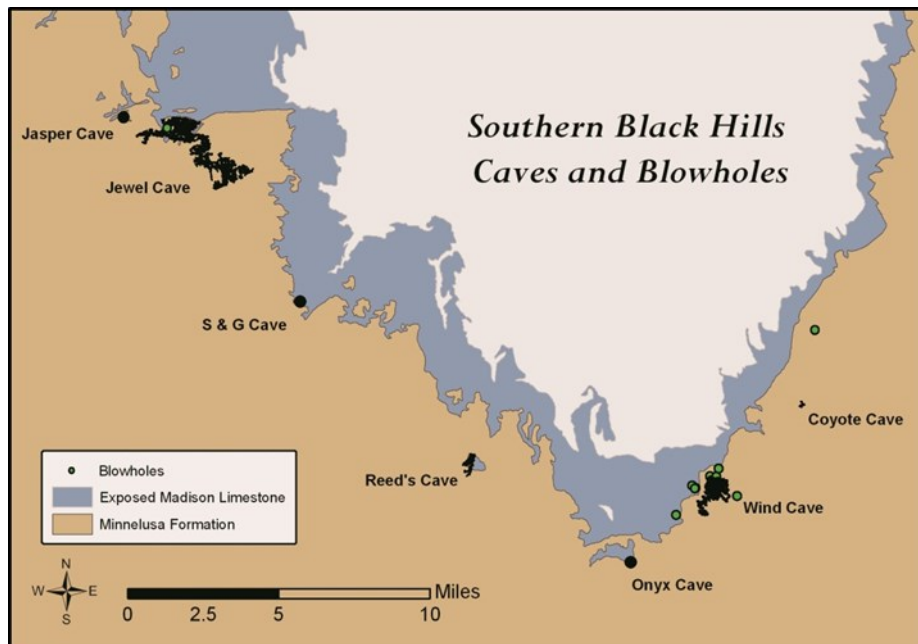 Southern Black Hills
Caves and Blowholes
Jasper Cave
Jewel Cave
S & G Cave
Coyote Cave
Reed's Cave
Wind Cave
Onyx Cave
Blowholes
Exposed Madison Limestone
Minnelusa Formation
N
W E
S
Miles
0 2.5 5 10